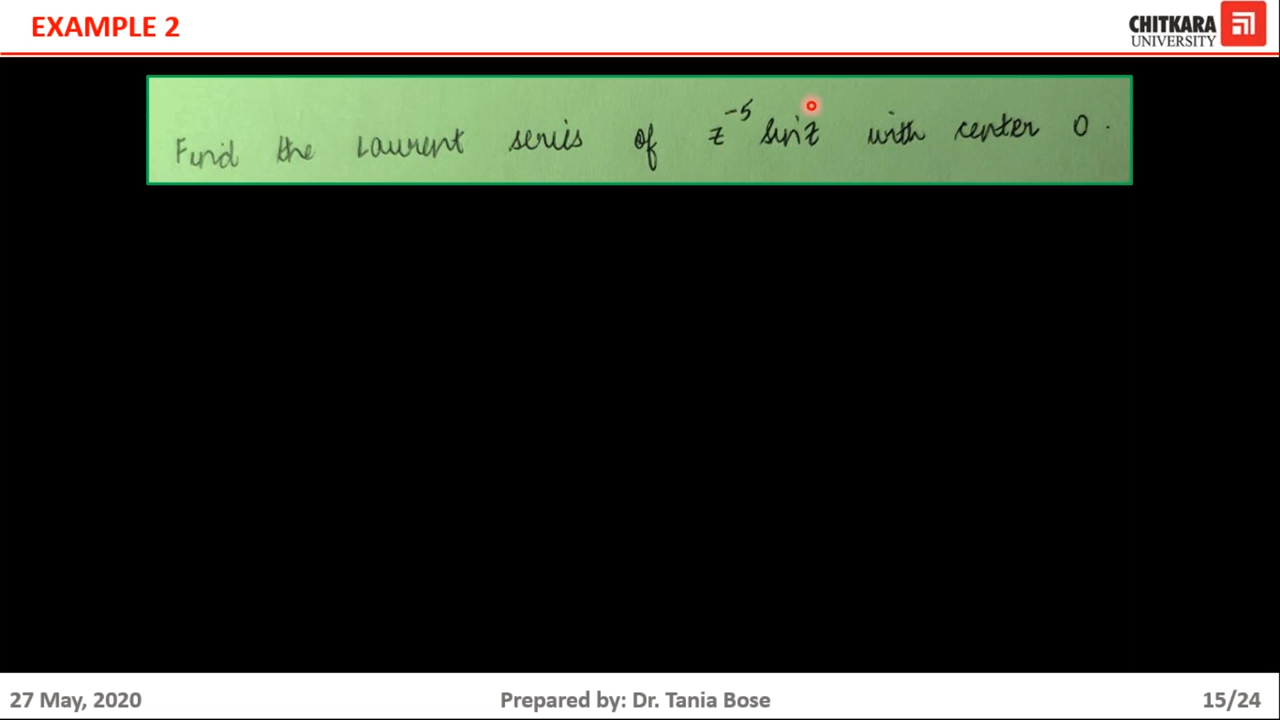 EXAMPLE 2
CHITKARA
UNIVERSITY
Find the Laurent series of z⁻⁵ sin z with center 0.
27 May, 2020
Prepared by: Dr. Tania Bose
15/24